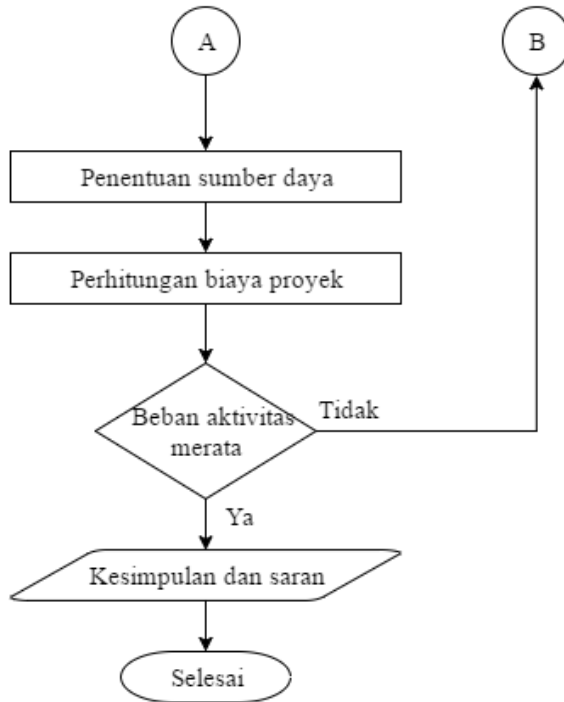 A
B
Penentuan sumber daya
Perhitungan biaya proyek
Beban aktivitas
merata
Tidak
Ya
Kesimpulan dan saran
Selesai